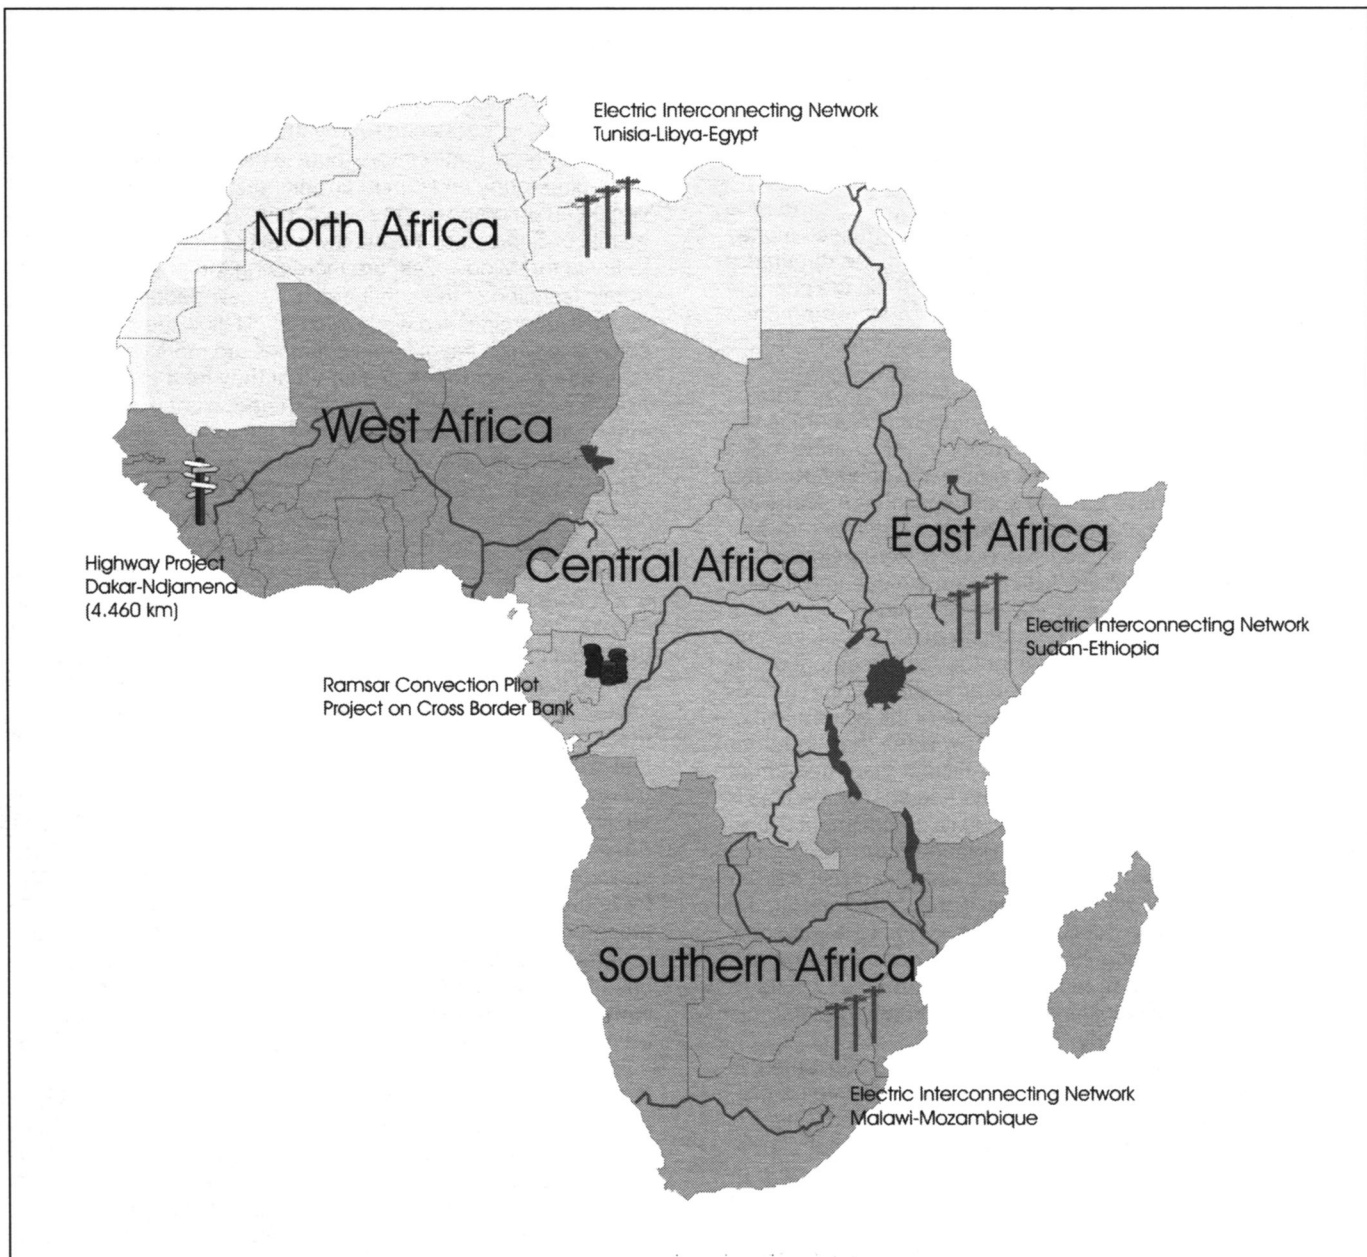 Electric Interconnecting Network
Tunisia-Libya-Egypt
North Africa
West Africa
East Africa
Central Africa
Highway Project
Dakar-Ndjamena
(4.460 km)
Electric Interconnecting Network
Sudan-Ethiopia
Ramsar Convection Pilot
Project on Cross Border Bank
Southern Africa
Electric Interconnecting Network
Malawi-Mozambique